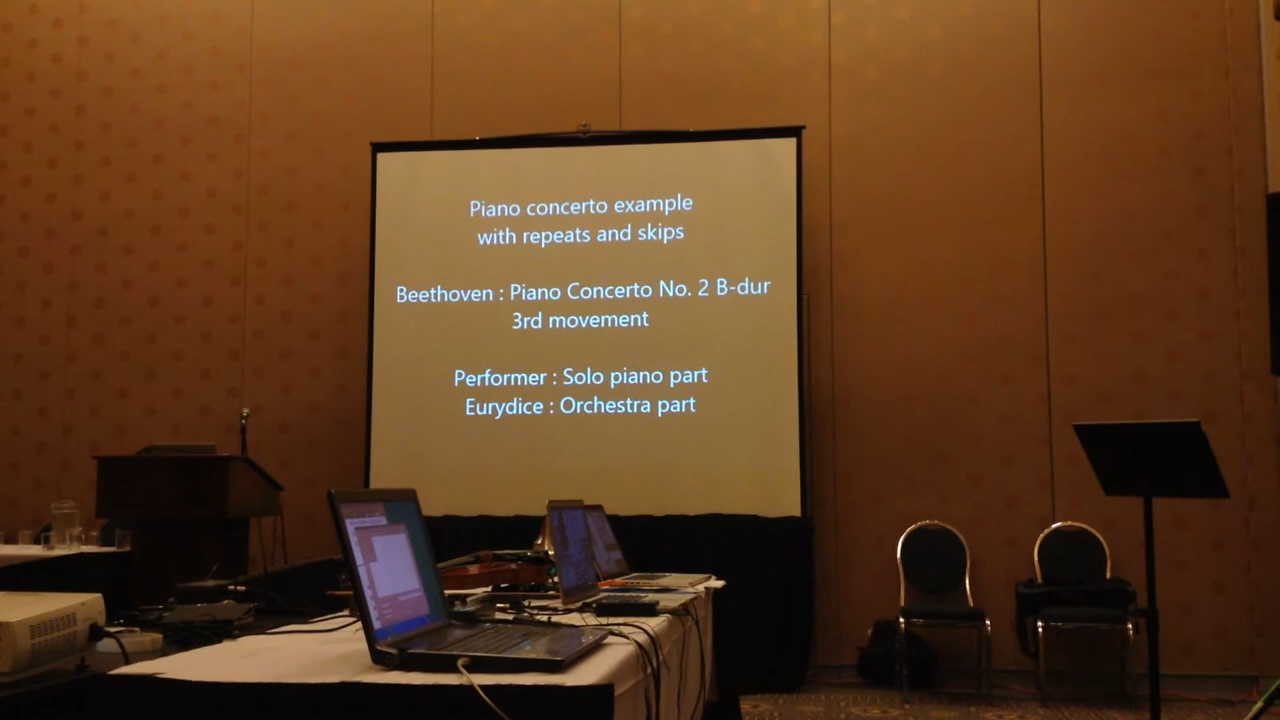 Piano concerto example
with repeats and skips
Beethoven : Piano Concerto No. 2 B-dur
3rd movement
Performer : Solo piano part
Eurydice : Orchestra part